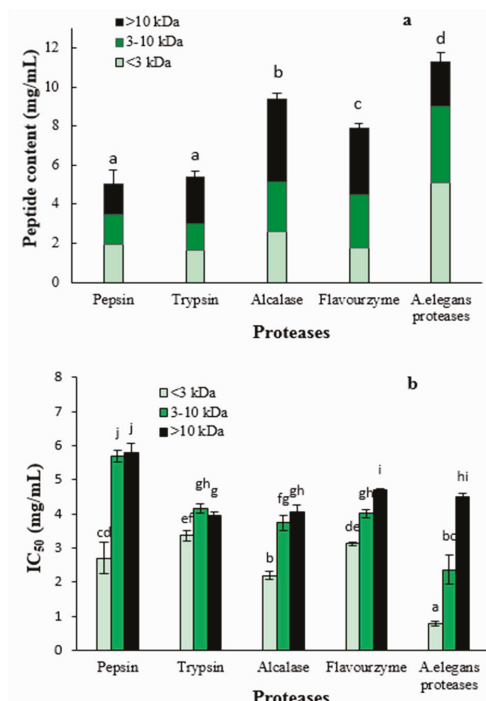 a
>10 kDa
3-10 kDa
<3 kDa
Peptide content (mg/mL)
12
10
8
6
4
2
0
a
a
b
c
d
Pepsin
Trypsin
Alcalase
Flavourzyme
A.elegans
proteases
Proteases
b
<3 kDa
3-10 kDa
>10 kDa
IC50 (mg/mL)
8
7
6
5
4
3
2
1
0
cd
j
j
ef
gh
g
b
fg
gh
de
gh
i
a
bc
hi
Pepsin
Trypsin
Alcalase
Flavourzyme
A.elegans
proteases
Proteases